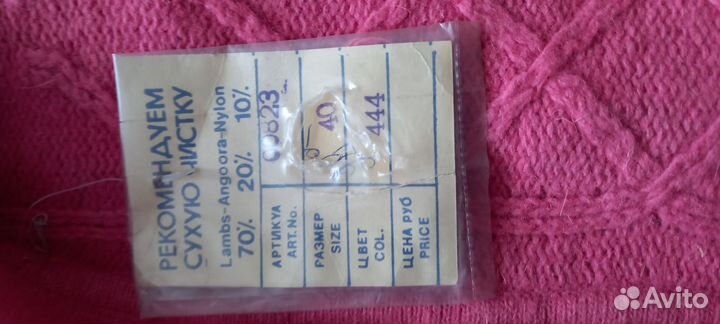 РЕКОМЕНДУЕМ
СУХУЮ ЧИСТКУ
Lambs-Angoora-Nylon
70% 20% 10%
АРТИКУЛ 00823
ART.No.
РАЗМЕР 40
SIZE
ЦВЕТ 444
COL.
ЦЕНА РУБ
PRICE
Avito